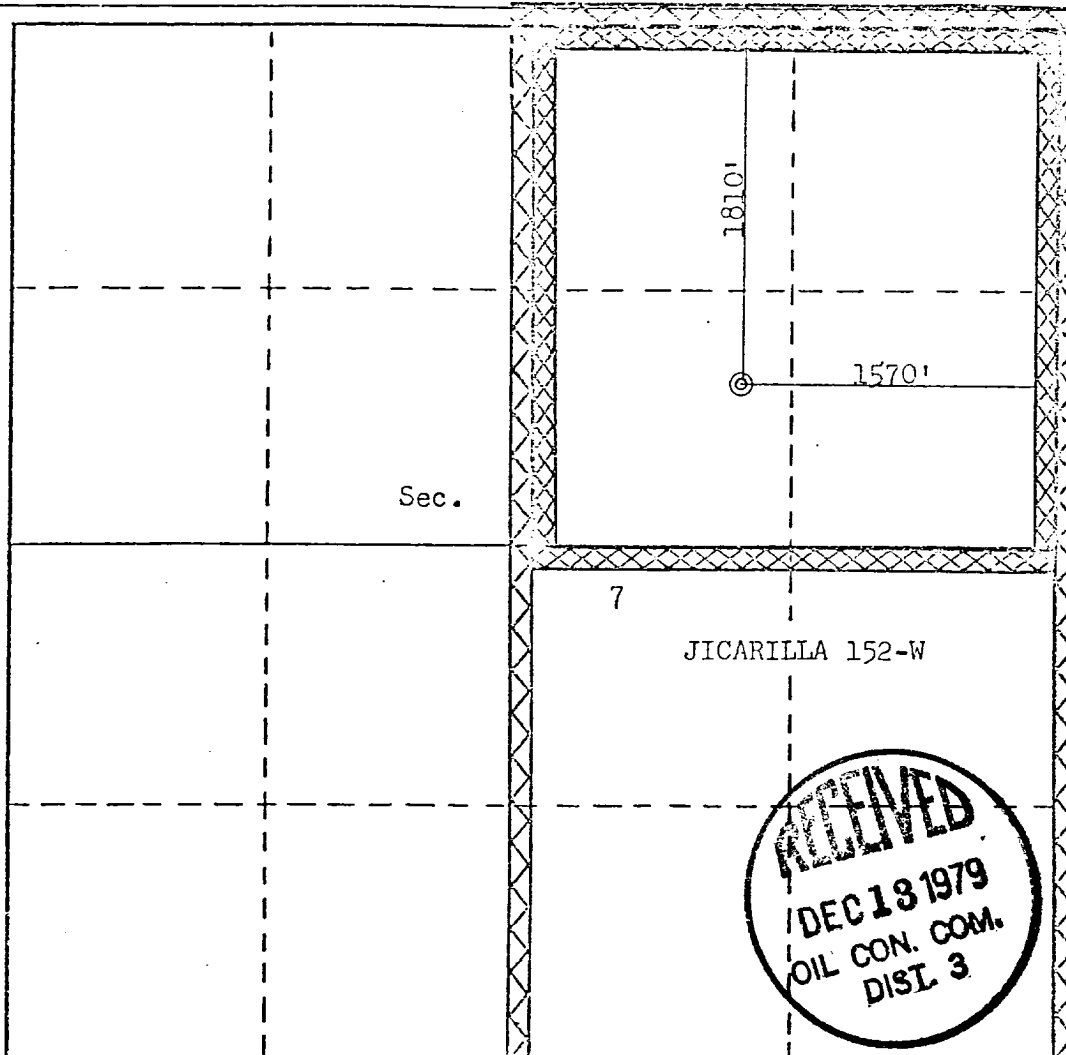 1810'
1570'
Sec.
7
JICARILLA 152-W
RECEIVED
DEC 13 1979
OIL CON. COM.
DIST. 3